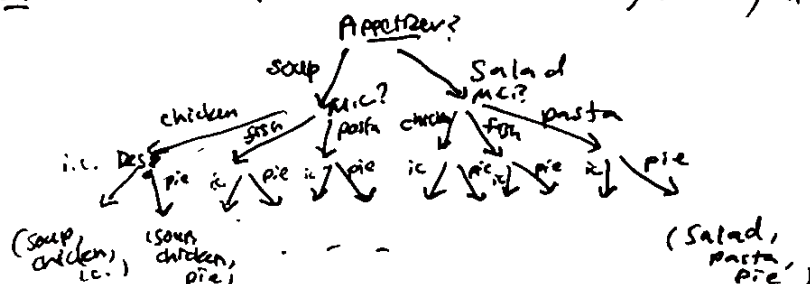 Appetizer?
soup Salad
M.C? M.C.?
chicken fish pasta chicken fish pasta
i.c. Des? pie ic pie ic pie ic pie ic pie ic pie
(soup, chicken, i.c.) (soup, chicken, pie) . - - (Salad, pasta, pie)